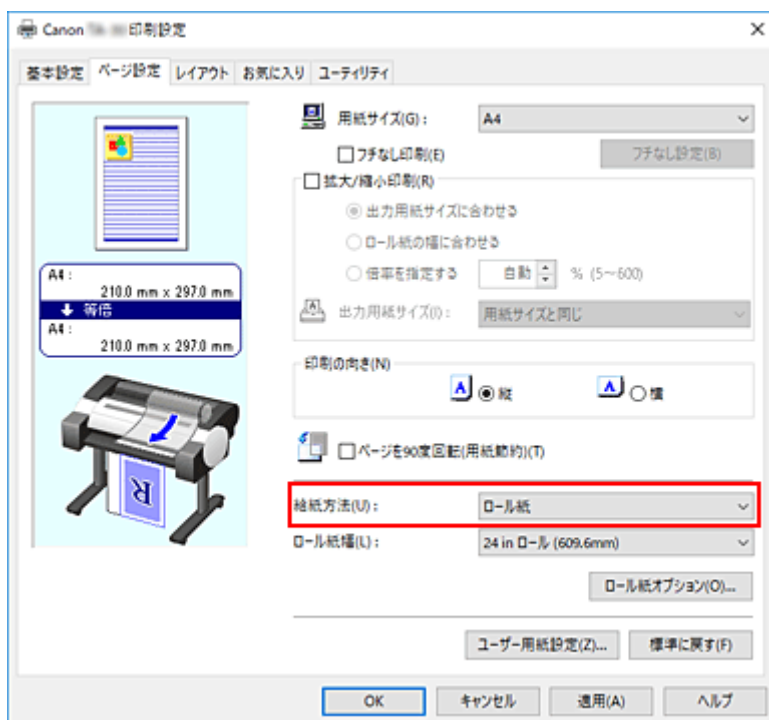 Canon 印刷設定
基本設定 ページ設定 レイアウト お気に入り ユーティリティ
用紙サイズ(G): A4
フチなし印刷(E) フチなし設定(B)
拡大/縮小印刷(R)
出力用紙サイズに合わせる
ロール紙の幅に合わせる
倍率を指定する 自動 % (5～600)
出力用紙サイズ(I): 用紙サイズと同じ
A4:
210.0 mm x 297.0 mm
等倍
A4:
210.0 mm x 297.0 mm
印刷の向き(N)
A 縦 A 横
ページを90度回転(用紙節約)(T)
R
給紙方法(U): ロール紙
ロール紙幅(L): 24 in ロール (609.6mm)
ロール紙オプション(O)...
ユーザー用紙設定(Z)... 標準に戻す(F)
OK キャンセル 適用(A) ヘルプ